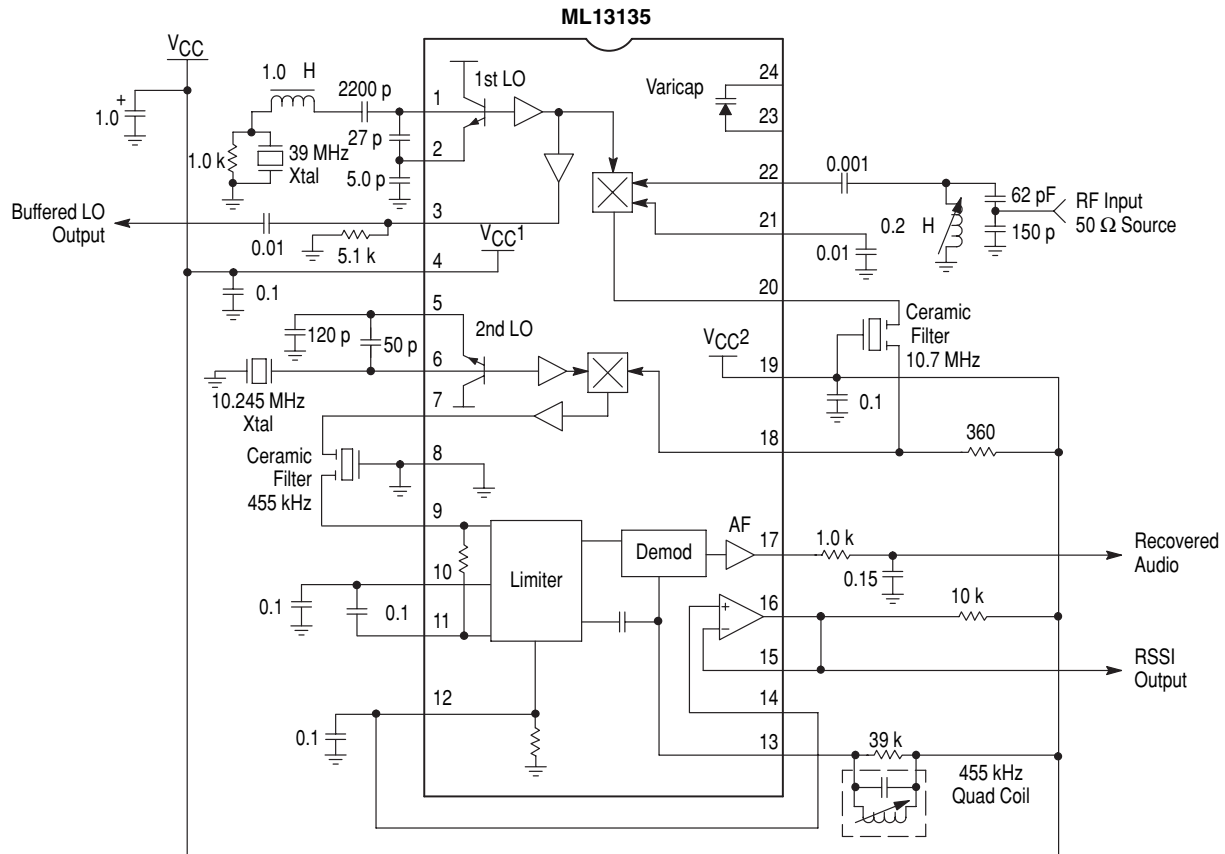 ML13135
VCC
1.0 +
1.0 H
2200 p
1.0 k
39 MHz
Xtal
27 p
5.0 p
1
2
1st LO
Varicap
24
23
22
21
0.001
0.01
0.2 H
62 pF
150 p
RF Input
50 Ω Source
Buffered LO
Output
0.01
5.1 k
3
VCC1
4
0.1
20
Ceramic
Filter
10.7 MHz
5
120 p
50 p
2nd LO
6
10.245 MHz
Xtal
7
VCC2
19
0.1
18
360
Ceramic
Filter
455 kHz
8
9
10
11
0.1
0.1
Limiter
Demod
AF
17
1.0 k
0.15
Recovered
Audio
+
–
16
10 k
15
RSSI
Output
14
12
0.1
13
39 k
455 kHz
Quad Coil